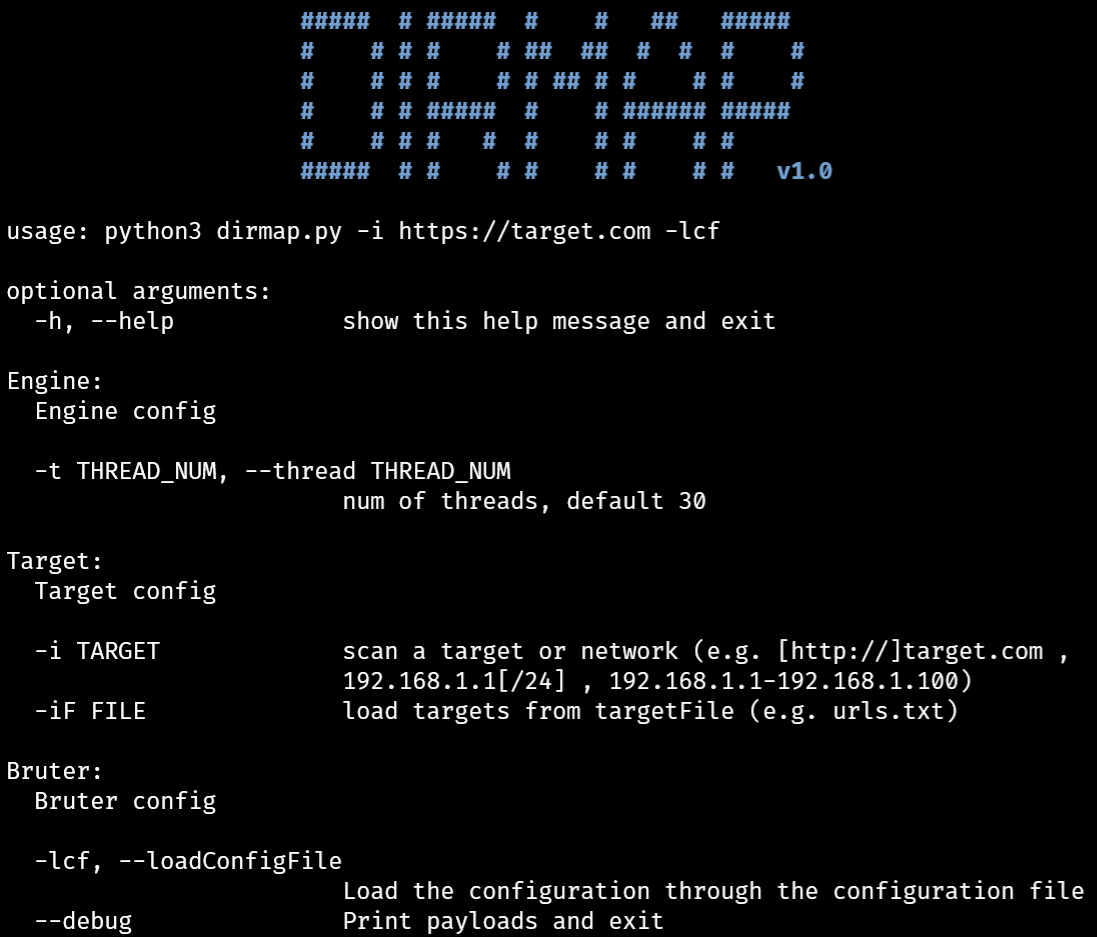 ##### # ##### # # ## #####
# # # # # ## ## # # # #
# # # # # # ## # # # # #
# # # ##### # # ###### #####
# # # # # # # # # #
##### # # # # # # # # v1.0
usage: python3 dirmap.py -i https://target.com -lcf
optional arguments:
-h, --help show this help message and exit
Engine:
Engine config
-t THREAD_NUM, --thread THREAD_NUM
num of threads, default 30
Target:
Target config
-i TARGET scan a target or network (e.g. [http://]target.com ,
192.168.1.1[/24] , 192.168.1.1-192.168.1.100)
-iF FILE load targets from targetFile (e.g. urls.txt)
Bruter:
Bruter config
-lcf, --loadConfigFile
Load the configuration through the configuration file
--debug Print payloads and exit